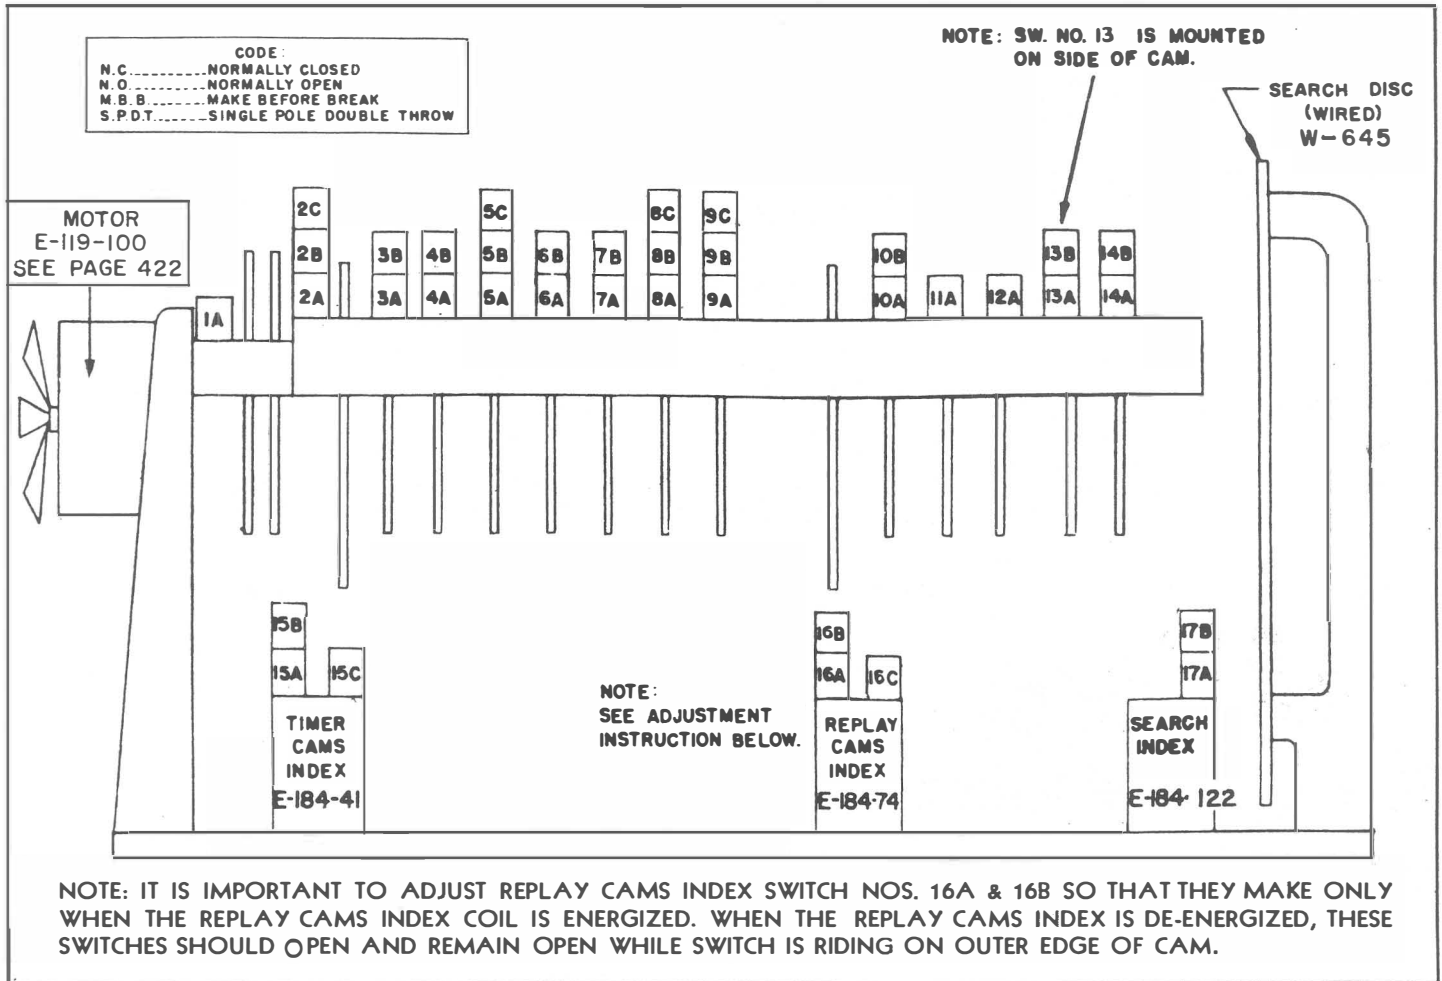 CODE:
N.C.----------NORMALLY CLOSED
N.O.----------NORMALLY OPEN
M.B.B.--------MAKE BEFORE BREAK
S.P.D.T.-------SINGLE POLE DOUBLE THROW
NOTE: SW. NO. 13 IS MOUNTED
ON SIDE OF CAM.
SEARCH DISC
(WIRED)
W-645
MOTOR
E-119-100
SEE PAGE 422
2C 5C 8C 9C
2B 3B 4B 5B 6B 7B 8B 9B 10B 13B 14B
2A 3A 4A 5A 6A 7A 8A 9A 10A 11A 12A 13A 14A
1A
15B 16B 17B
15A 15C 16A 16C 17A
TIMER
CAMS
INDEX
E-184-41
NOTE:
SEE ADJUSTMENT
INSTRUCTION BELOW.
REPLAY
CAMS
INDEX
E-184-74
SEARCH
INDEX
E-184-122
NOTE: IT IS IMPORTANT TO ADJUST REPLAY CAMS INDEX SWITCH NOS. 16A & 16B SO THAT THEY MAKE ONLY
WHEN THE REPLAY CAMS INDEX COIL IS ENERGIZED. WHEN THE REPLAY CAMS INDEX IS DE-ENERGIZED, THESE
SWITCHES SHOULD OPEN AND REMAIN OPEN WHILE SWITCH IS RIDING ON OUTER EDGE OF CAM.